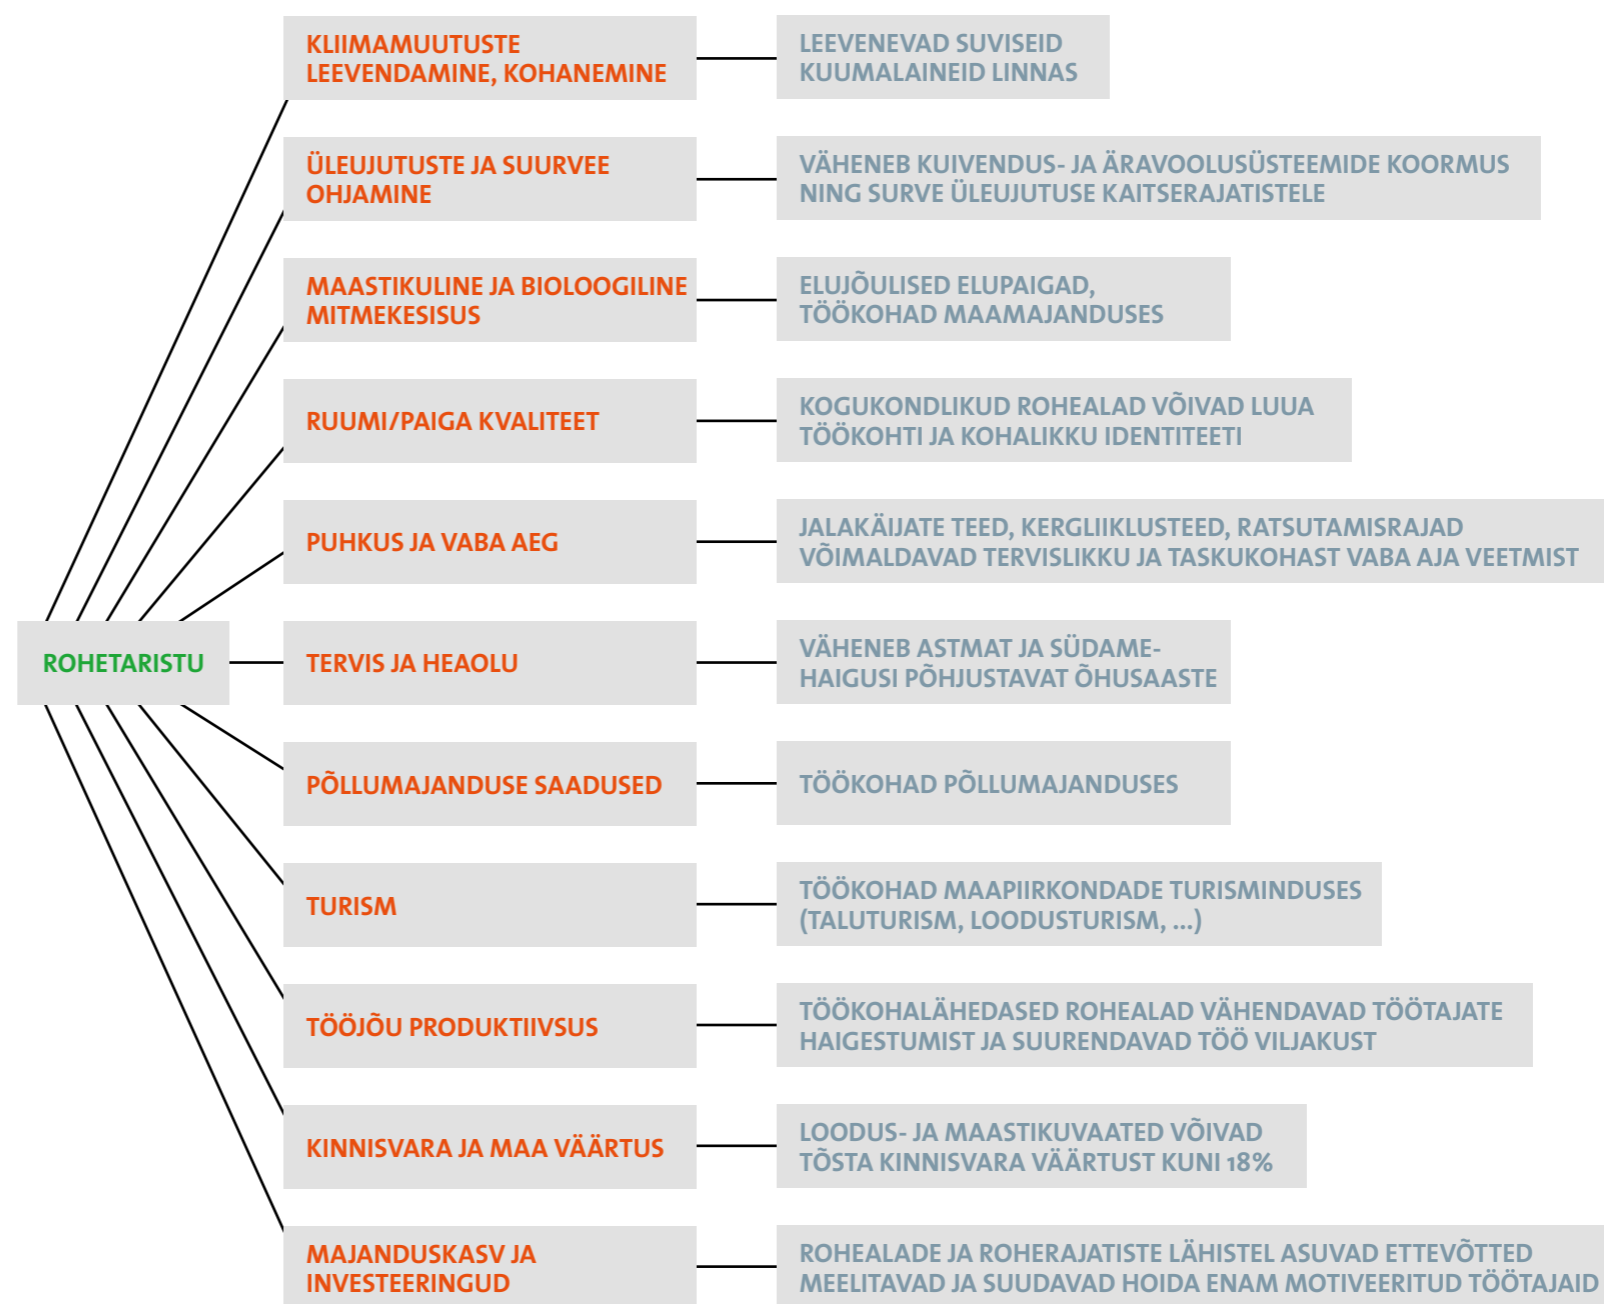 KLIIMAMUUTUSTE
LEEVENDAMINE, KOHANEMINE
LEEVENEVAD SUVISEID
KUUMALAINEID LINNAS
ÜLEUJUTUSTE JA SUURVEE
OHJAMINE
VÄHENEB KUIVENDUS- JA ÄRAVOOLUSÜSTEEMIDE KOORMUS
NING SURVE ÜLEUJUTUSE KAITSERAJATISTELE
MAASTIKULINE JA BIOLOOGILINE
MITMEKESISUS
ELUJÕULISED ELUPAIGAD,
TÖÖKOHAD MAAMAJANDUSES
RUUMI/PAIGA KVALITEET
KOGUKONDLIKUD ROHEALAD VÕIVAD LUUA
TÖÖKOHTI JA KOHALIKKU IDENTITEETI
PUHKUS JA VABA AEG
JALAKÄIJATE TEED, KERGLIIKLUSTEED, RATSUTAMISRAJAD
VÕIMALDAVAD TERVISLIKKU JA TASKUKOHAST VABA AJA VEETMIST
ROHETARISTU
TERVIS JA HEAOLU
VÄHENEB ASTMAT JA SÜDAME-
HAIGUSI PÕHJUSTAVAT ÕHUSAASTE
PÕLLUMAJANDUSE SAADUSED
TÖÖKOHAD PÕLLUMAJANDUSES
TURISM
TÖÖKOHAD MAAPIIRKONDADE TURISMINDUSES
(TALUTURISM, LOODUSTURISM, ...)
TÖÖJÕU PRODUKTIIVSUS
TÖÖKOHALÄHEDASED ROHEALAD VÄHENDAVAD TÖÖTAJATE
HAIGESTUMIST JA SUURENDAVAD TÖÖ VILJAKUST
KINNISVARA JA MAA VÄÄRTUS
LOODUS- JA MAASTIKUVAATED VÕIVAD
TÕSTA KINNISVARA VÄÄRTUST KUNI 18%
MAJANDUSKASV JA
INVESTEERINGUD
ROHEALADE JA ROHERAJATISTE LÄHISTEL ASUVAD ETTEVÕTTED
MEELITAVAD JA SUUDAVAD HOIDA ENAM MOTIVEERITUD TÖÖTAJAID